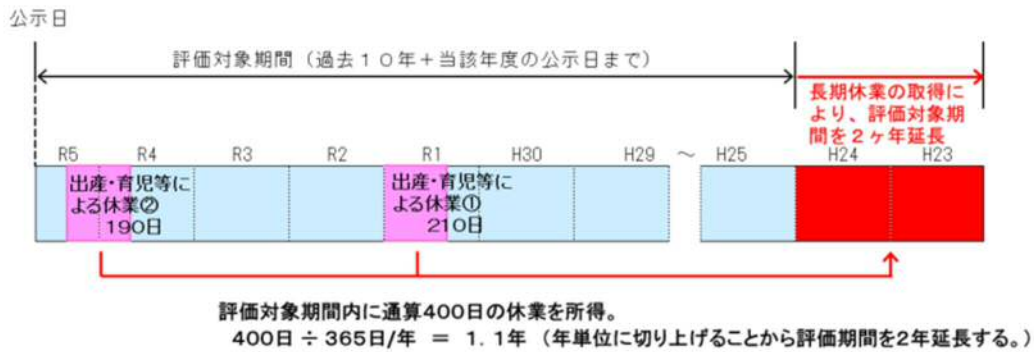 公示日
評価対象期間（過去１０年＋当該年度の公示日まで）
長期休業の取得に
より、評価対象期
間を２ヶ年延長
R5 R4 R3 R2 R1 H30 H29 ～ H25 H24 H23
出産・育児等に
よる休業②
190日
出産・育児等に
よる休業①
210日
評価対象期間内に通算400日の休業を所得。
400日 ÷ 365日/年 ＝ 1. 1年 （年単位に切り上げることから評価期間を2年延長する。）